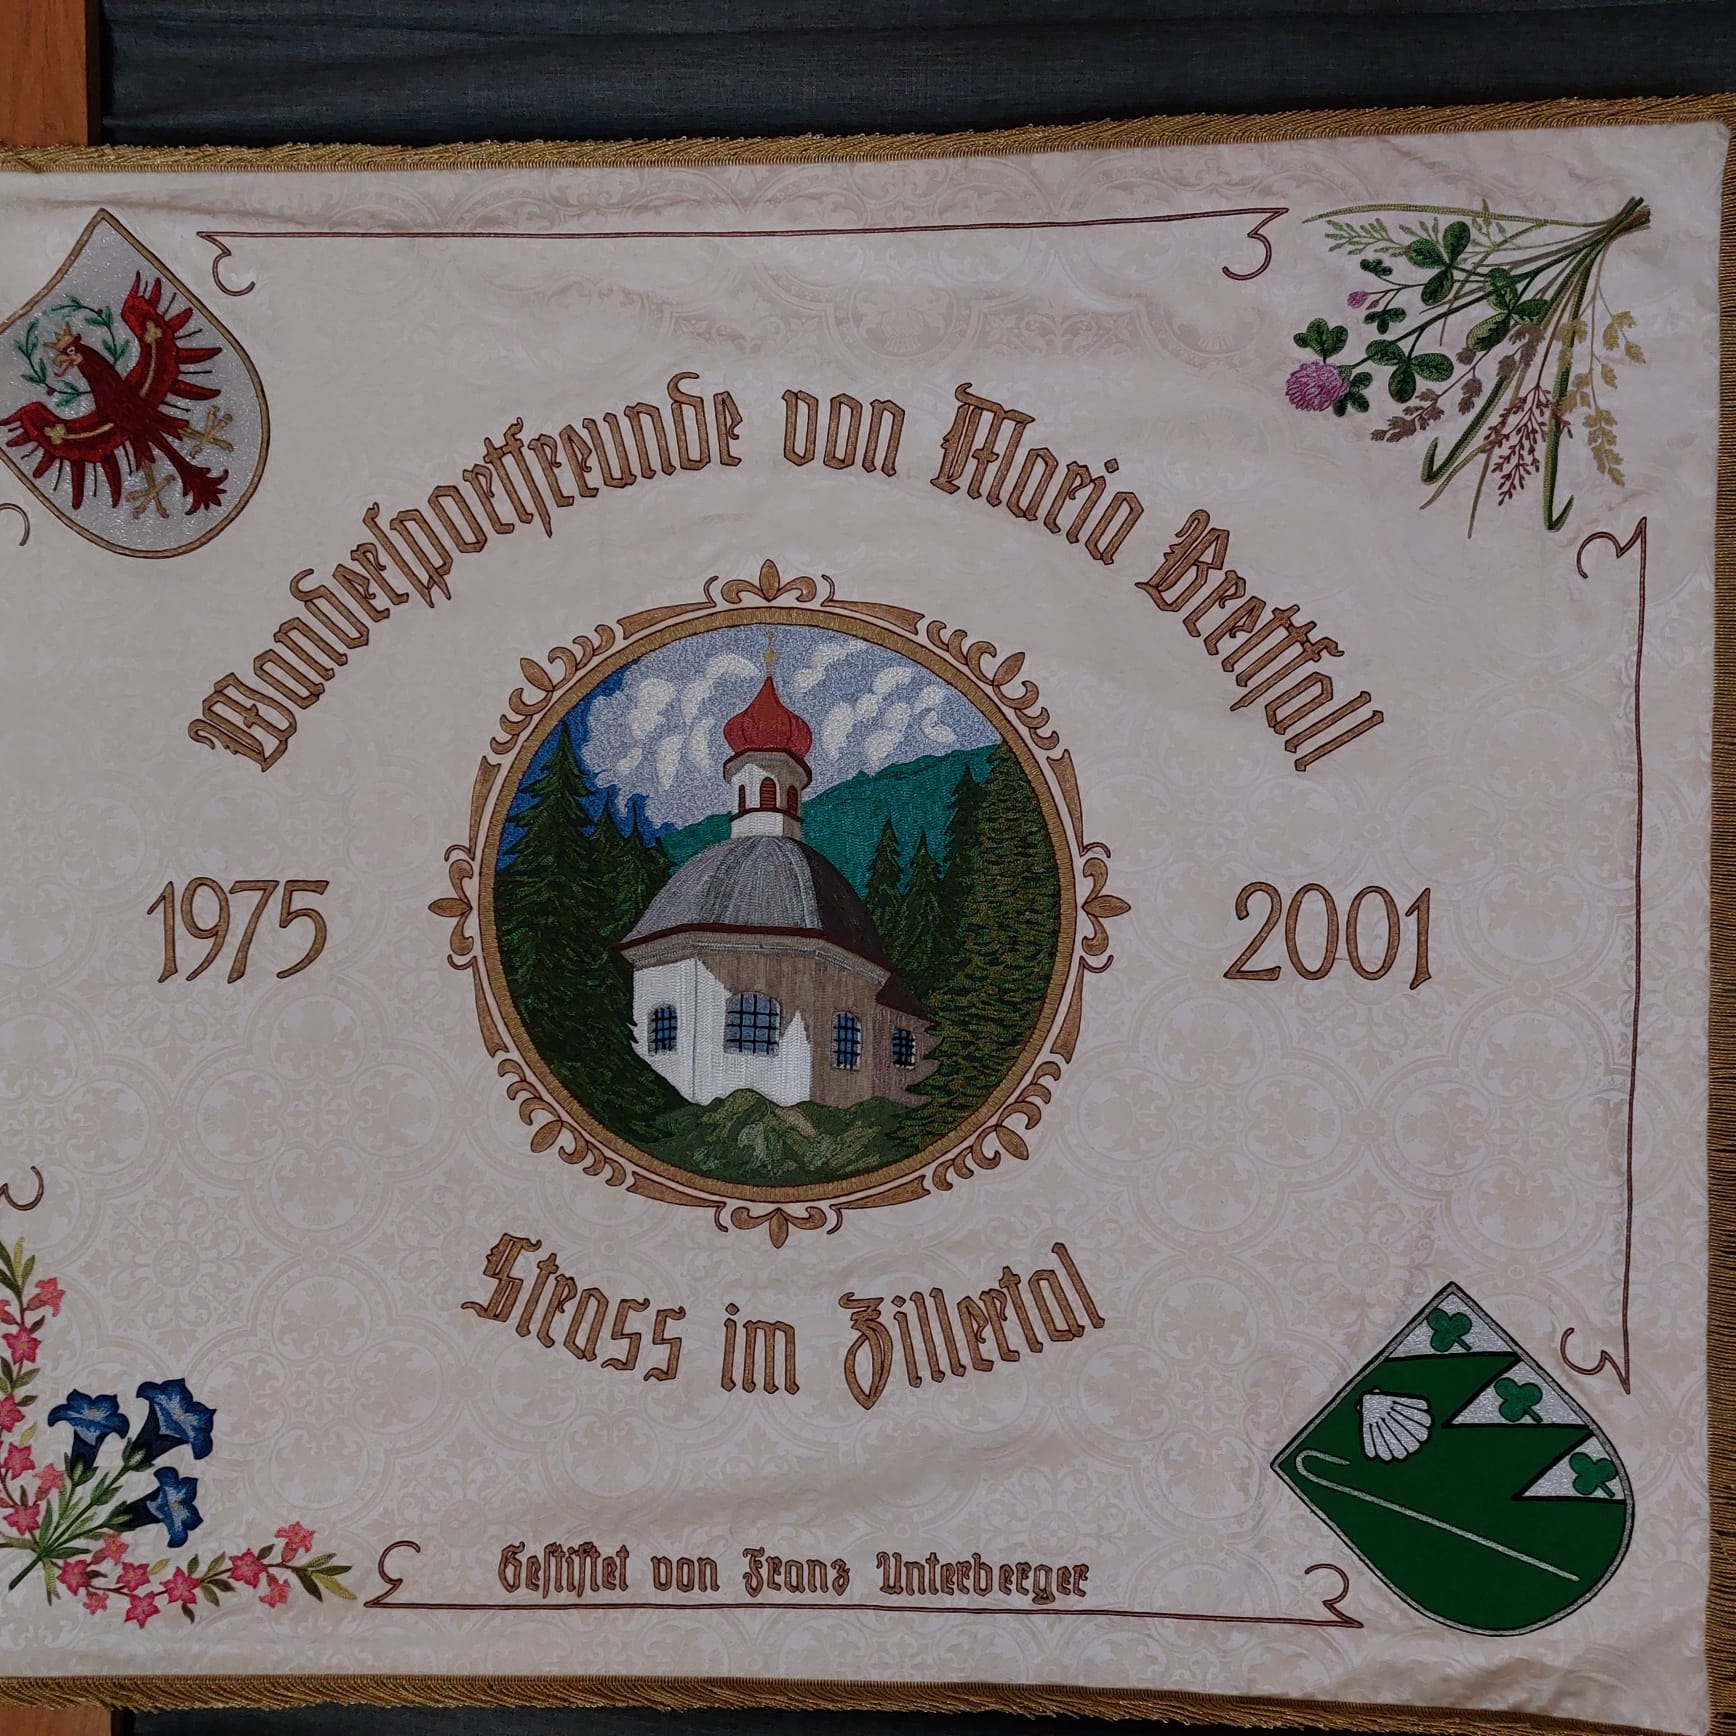 Wandersportfreunde von Maria Brettfall
1975 2001
Strass im Zillertal
Gestiftet von Franz Unterberger